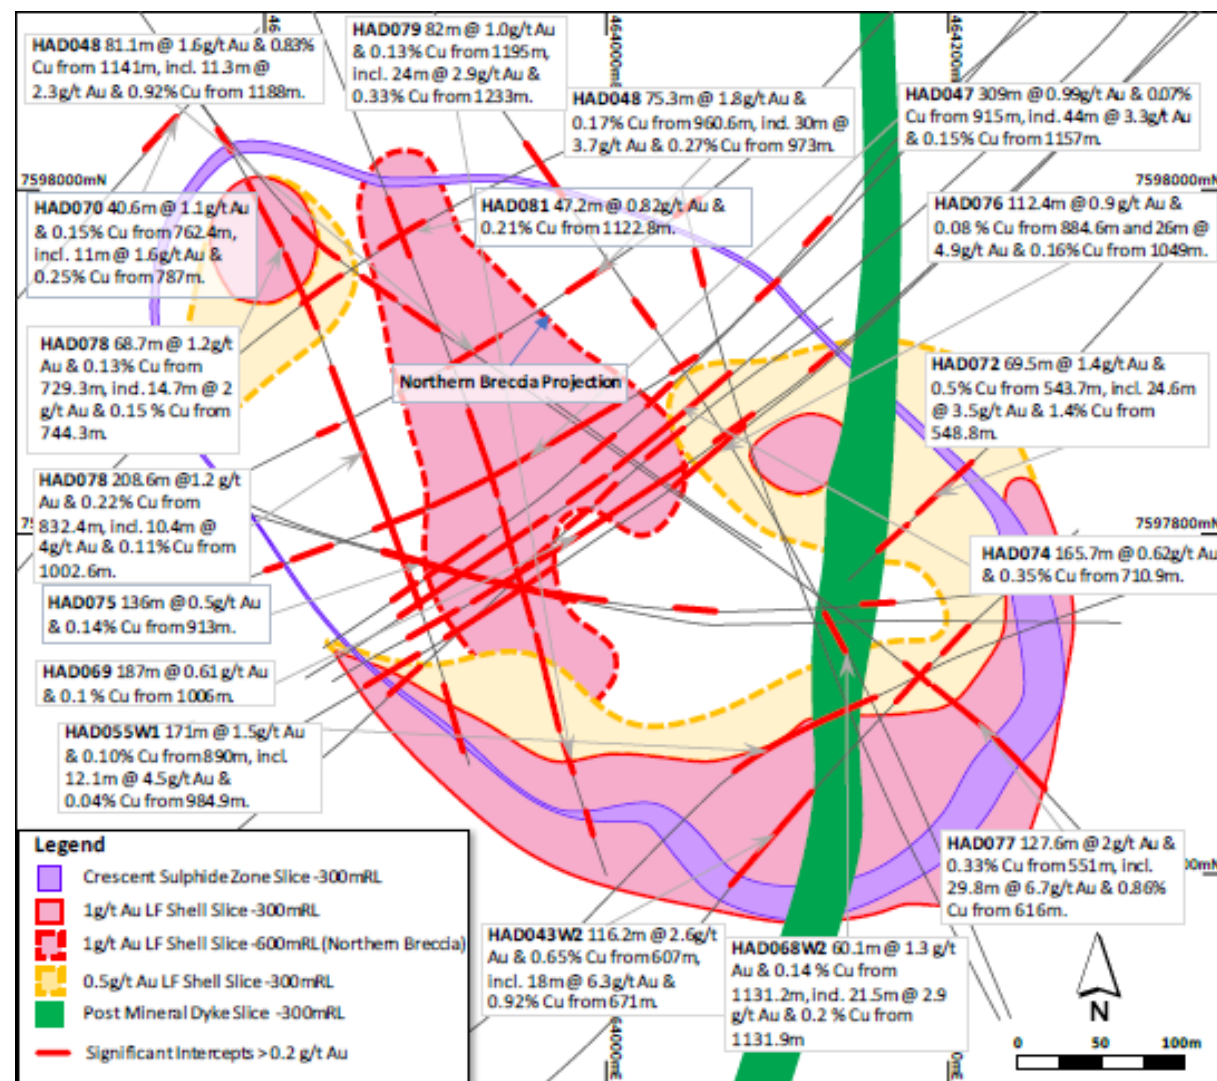 HAD048 81.1m @ 1.6g/t Au & 0.83%
Cu from 1141m, incl. 11.3m @
2.3g/t Au & 0.92% Cu from 1188m.
46
HAD079 82m @ 1.0g/t Au
& 0.13% Cu from 1195m,
incl. 24m @ 2.9g/t Au &
0.33% Cu from 1233m.
464000mE
HAD048 75.3m @ 1.8g/t Au &
0.17% Cu from 960.6m, incl. 30m @
3.7g/t Au & 0.27% Cu from 973m.
464200mE
HAD047 309m @ 0.99g/t Au & 0.07%
Cu from 915m, incl. 44m @ 3.3g/t Au
& 0.15% Cu from 1157m.
7598000mN
7598000mN
HAD070 40.6m @ 1.1g/t Au
& 0.15% Cu from 762.4m,
incl. 11m @ 1.6g/t Au &
0.25% Cu from 787m.
HAD081 47.2m @ 0.82g/t Au &
0.21% Cu from 1122.8m.
HAD076 112.4m @ 0.9 g/t Au &
0.08 % Cu from 884.6m and 26m @
4.9g/t Au & 0.16% Cu from 1049m.
HAD078 68.7m @ 1.2g/t
Au & 0.13% Cu from
729.3m, incl. 14.7m @ 2
g/t Au & 0.15 % Cu from
744.3m.
Northern Breccia Projection
HAD072 69.5m @ 1.4g/t Au &
0.5% Cu from 543.7m, incl. 24.6m
@ 3.5g/t Au & 1.4% Cu from
548.8m.
HAD078 208.6m @1.2 g/t
Au & 0.22% Cu from
832.4m, incl. 10.4m @
4g/t Au & 0.11% Cu from
1002.6m.
75
7597800mN
HAD074 165.7m @ 0.62g/t Au
& 0.35% Cu from 710.9m.
HAD075 136m @ 0.5g/t Au
& 0.14% Cu from 913m.
HAD069 187m @ 0.61 g/t Au
& 0.1 % Cu from 1006m.
HAD055W1 171m @ 1.5g/t Au
& 0.10% Cu from 890m, incl.
12.1m @ 4.5g/t Au &
0.04% Cu from 984.9m.
HAD077 127.6m @ 2g/t Au &
0.33% Cu from 551m, incl.
29.8m @ 6.7g/t Au & 0.86%
Cu from 616m.
00mN
HAD043W2 116.2m @ 2.6g/t
Au & 0.65% Cu from 607m,
incl. 18m @ 6.3g/t Au &
0.92% Cu from 671m.
HAD068W2 60.1m @ 1.3 g/t
Au & 0.14 % Cu from
1131.2m, incl. 21.5m @ 2.9
g/t Au & 0.2 % Cu from
1131.9m
64000mE
0mE
Legend
Crescent Sulphide Zone Slice -300mRL
1g/t Au LF Shell Slice -300mRL
1g/t Au LF Shell Slice -600mRL (Northern Breccia)
0.5g/t Au LF Shell Slice -300mRL
Post Mineral Dyke Slice -300mRL
Significant Intercepts > 0.2 g/t Au
N
0 50 100m